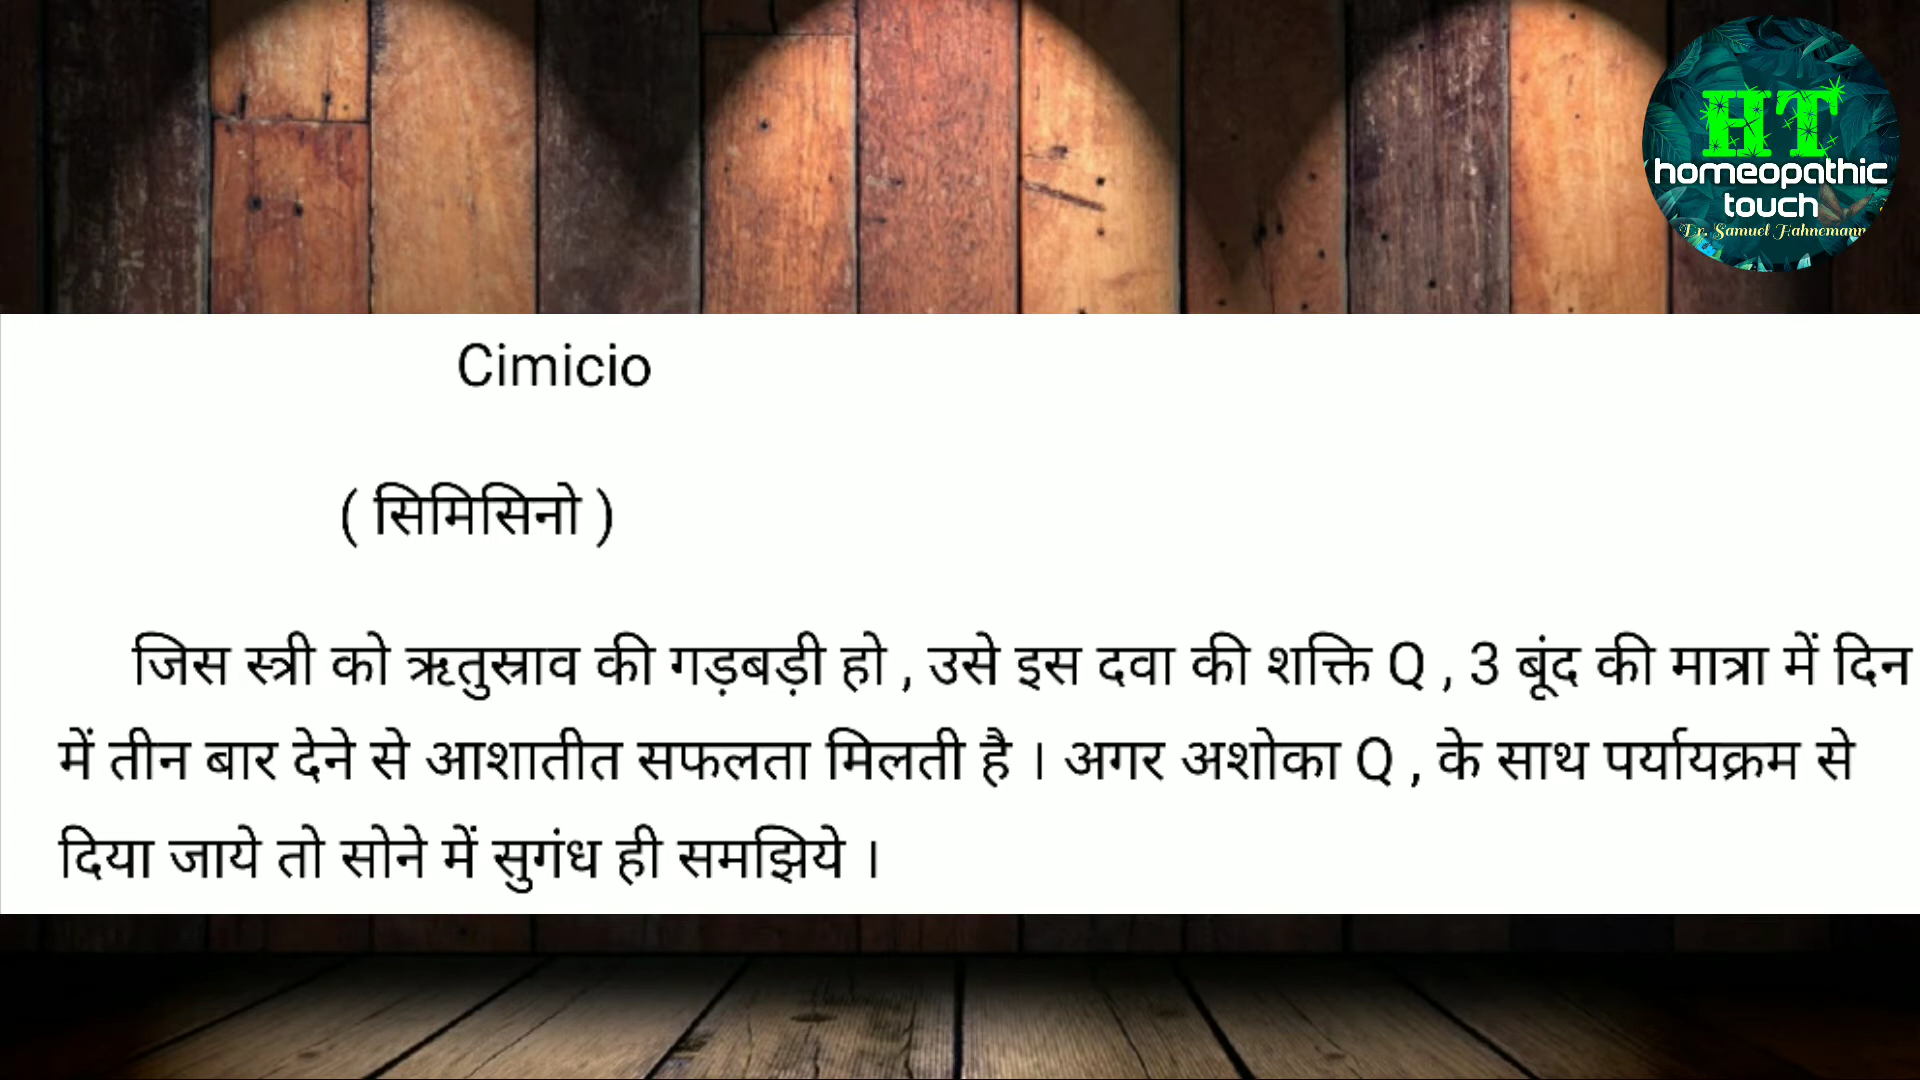 HT
homeopathic
touch
Dr. Samuel Hahnemann
Cimicio
( सिमिसिनो )
जिस स्त्री को ऋतुस्राव की गड़बड़ी हो , उसे इस दवा की शक्ति Q , 3 बूंद की मात्रा में दिन
में तीन बार देने से आशातीत सफलता मिलती है । अगर अशोका Q , के साथ पर्यायक्रम से
दिया जाये तो सोने में सुगंध ही समझिये ।